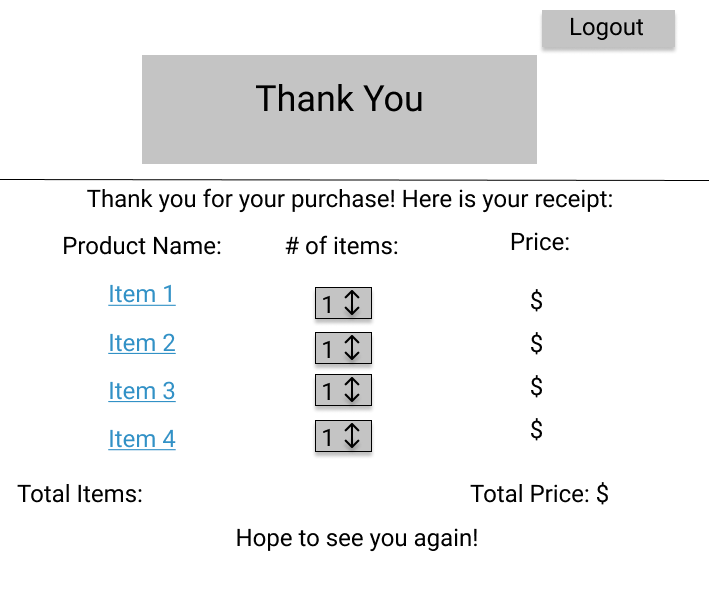 Logout
Thank You
Thank you for your purchase! Here is your receipt:
Product Name: # of items: Price:
Item 1 1 $
Item 2 1 $
Item 3 1 $
Item 4 1 $
Total Items: Total Price: $
Hope to see you again!